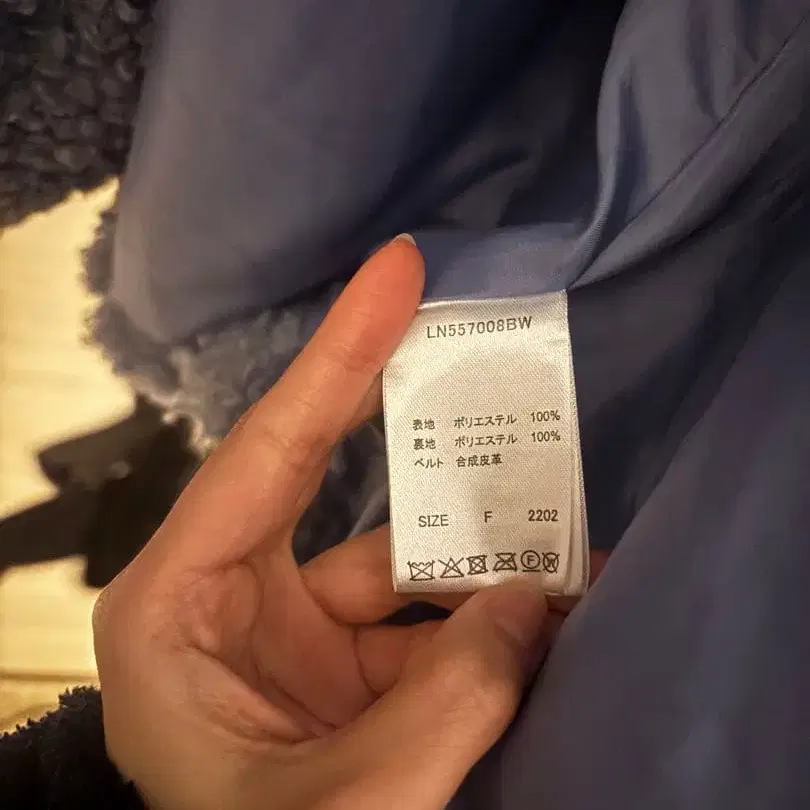 LN557008BW
表地 ポリエステル 100%
裏地 ポリエステル 100%
ベルト 合成皮革
SIZE F 2202
F W